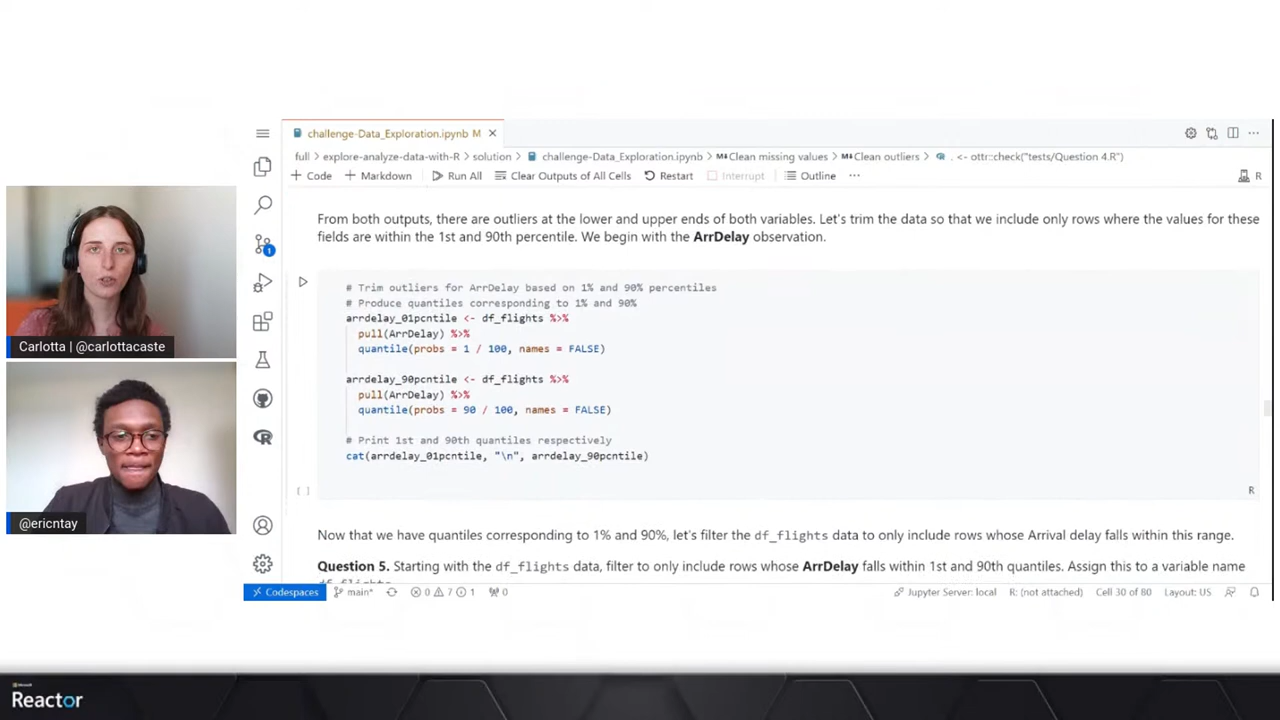 challenge-Data_Exploration.ipynb M
full > explore-analyze-data-with-R > solution > challenge-Data_Exploration.ipynb > M↓Clean missing values > M↓Clean outliers > . <- ottr::check("tests/Question 4.R")
+ Code + Markdown Run All Clear Outputs of All Cells Restart Interrupt Outline ... R
From both outputs, there are outliers at the lower and upper ends of both variables. Let's trim the data so that we include only rows where the values for these
fields are within the 1st and 90th percentile. We begin with the ArrDelay observation.
# Trim outliers for ArrDelay based on 1% and 90% percentiles
# Produce quantiles corresponding to 1% and 90%
arrdelay_01pcntile <- df_flights %>%
pull(ArrDelay) %>%
quantile(probs = 1 / 100, names = FALSE)
arrdelay_90pcntile <- df_flights %>%
pull(ArrDelay) %>%
quantile(probs = 90 / 100, names = FALSE)
# Print 1st and 90th quantiles respectively
cat(arrdelay_01pcntile, "\n", arrdelay_90pcntile)
[ ] R
Now that we have quantiles corresponding to 1% and 90%, let's filter the df_flights data to only include rows whose Arrival delay falls within this range.
Question 5. Starting with the df_flights data, filter to only include rows whose ArrDelay falls within 1st and 90th quantiles. Assign this to a variable name
df_flights
Codespaces main* 0 7 1 0 Jupyter Server: local R: (not attached) Cell 30 of 80 Layout: US
1
R
Carlotta | @carlottacaste
@ericntay
Microsoft
Reactor